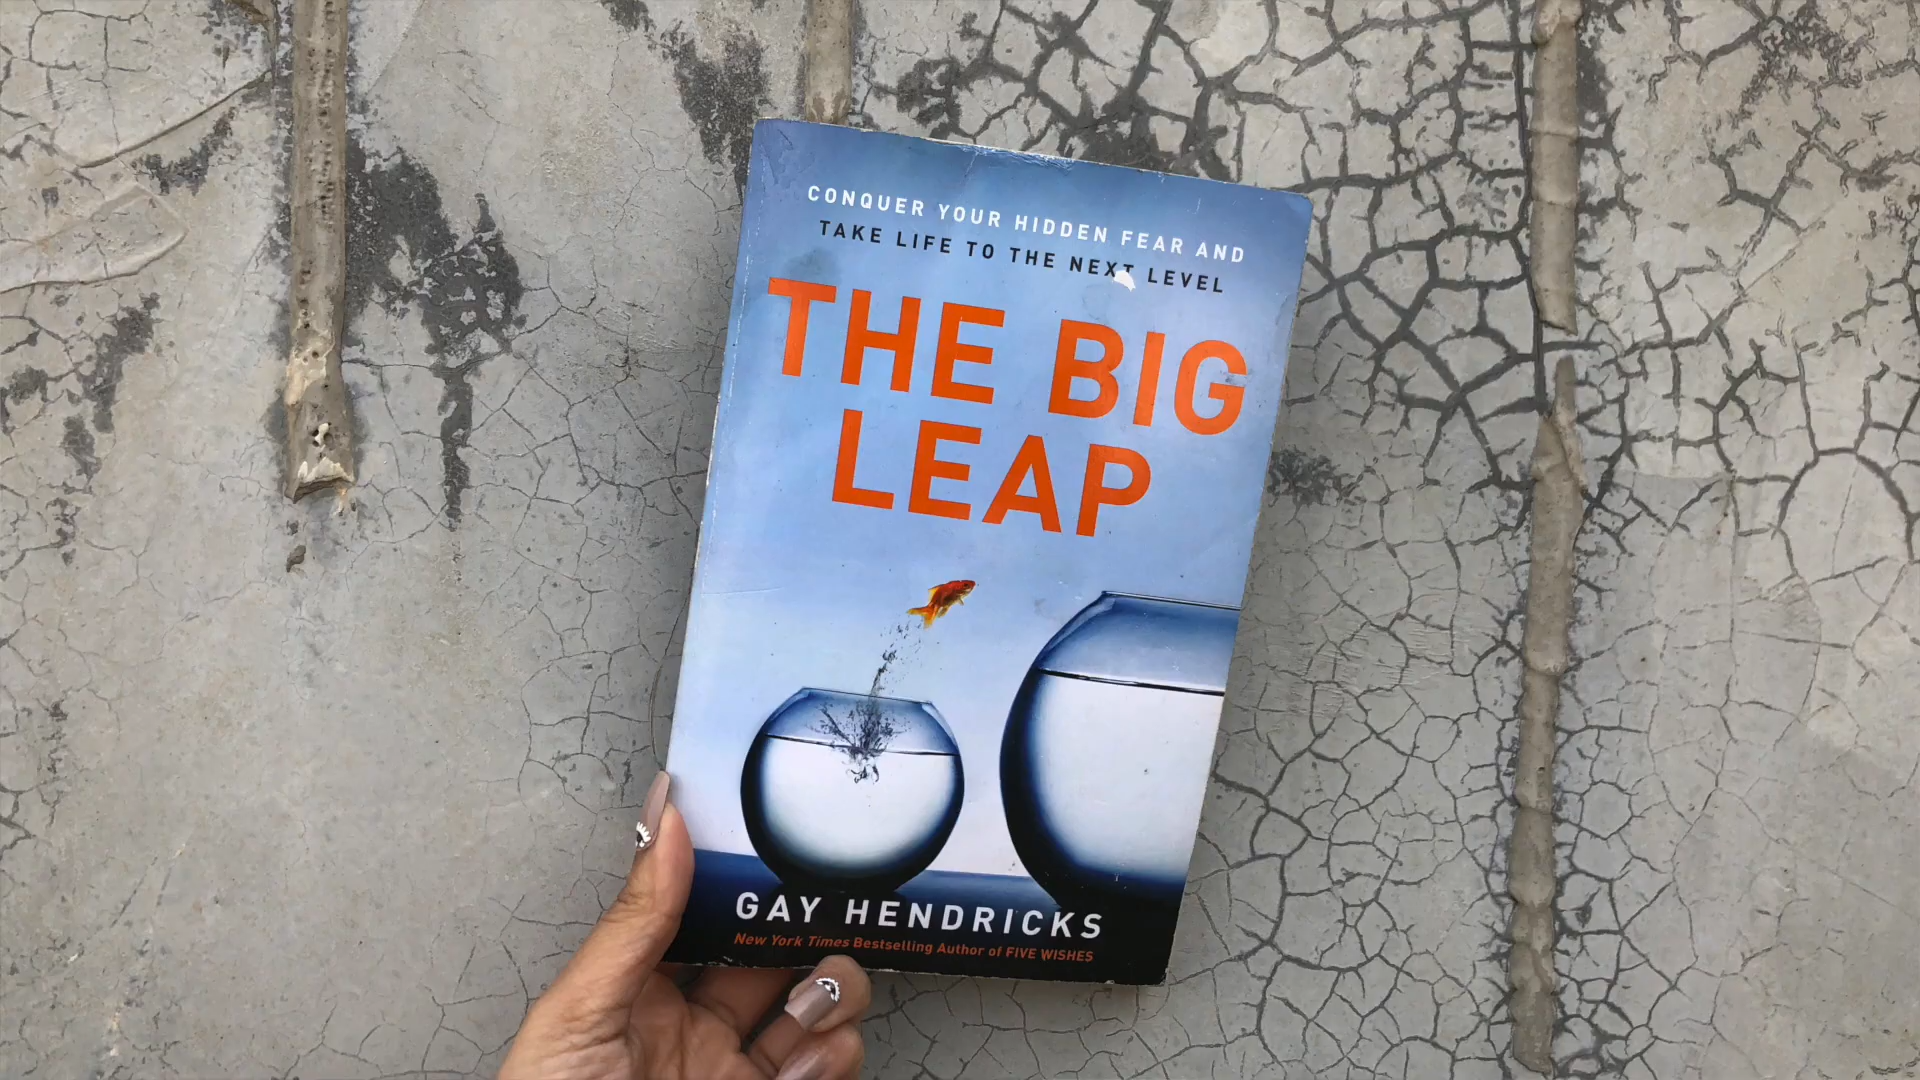 CONQUER YOUR HIDDEN FEAR AND
TAKE LIFE TO THE NEXT LEVEL
THE BIG
LEAP
GAY HENDRICKS
New York Times Bestselling Author of FIVE WISHES